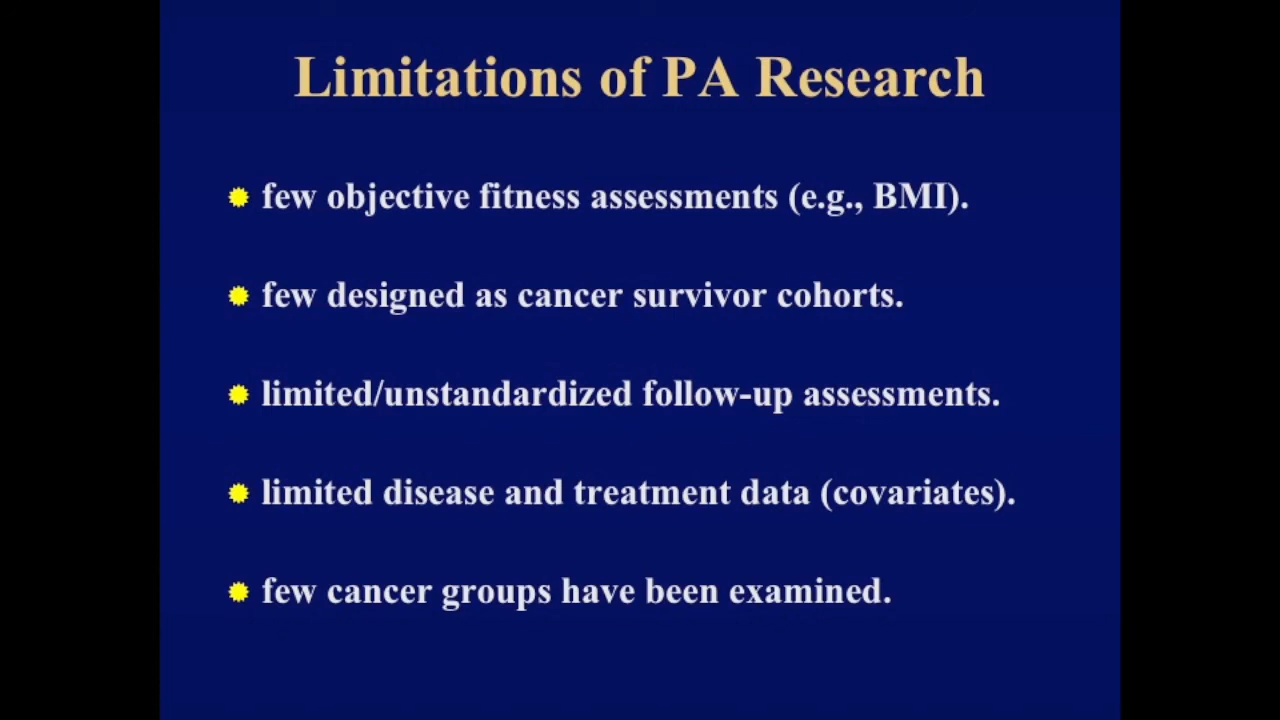 Limitations of PA Research
few objective fitness assessments (e.g., BMI).
few designed as cancer survivor cohorts.
limited/unstandardized follow-up assessments.
limited disease and treatment data (covariates).
few cancer groups have been examined.